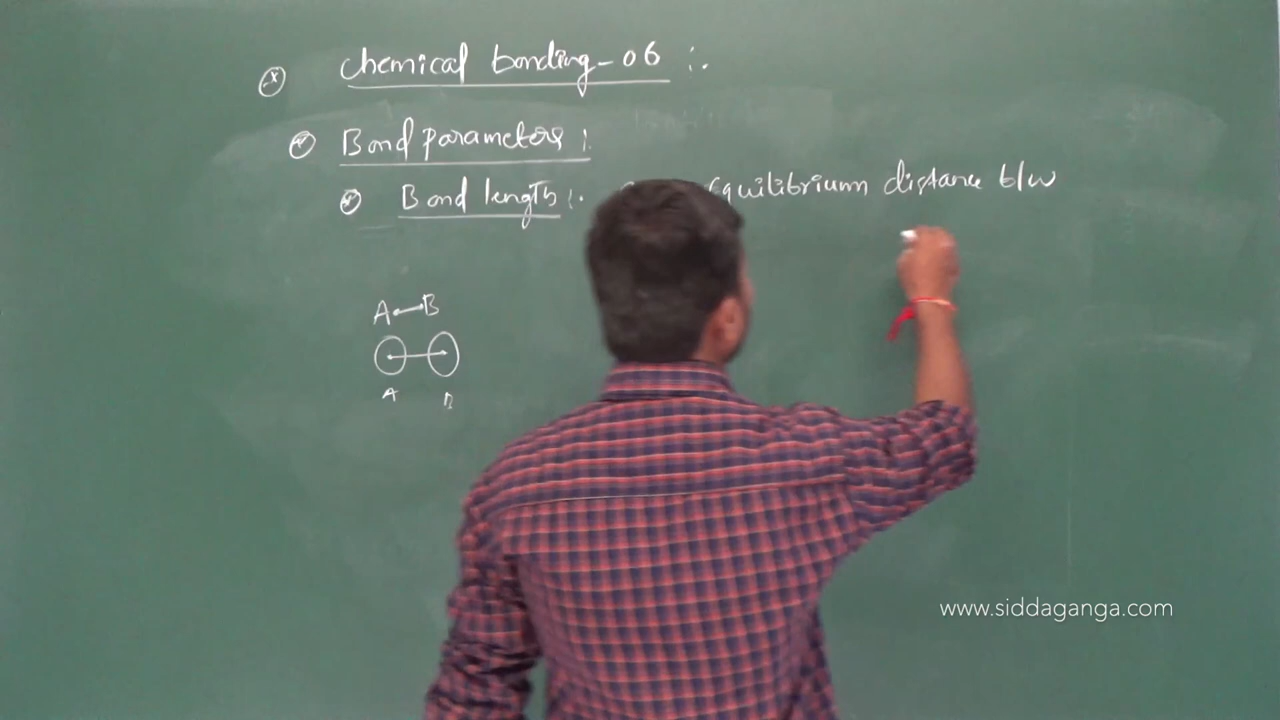 Chemical bonding-06 :.
Bond parameters :
Bond length :. Equilibrium distance b/w
A B
A
www.siddaganga.com